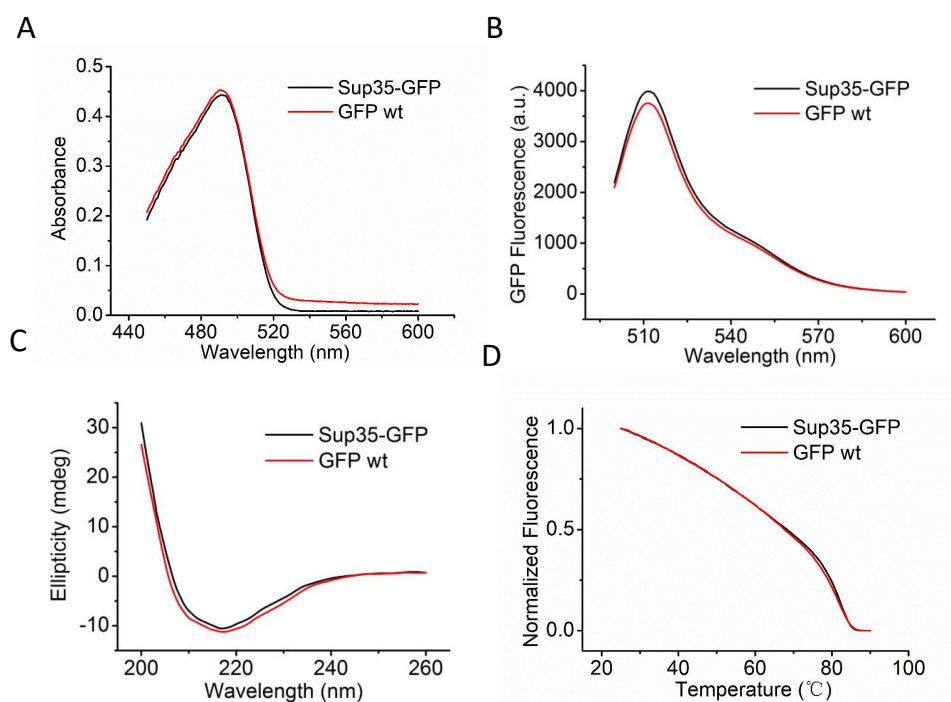 A
0.5
0.4
0.3
0.2
0.1
0.0
Absorbance
Sup35-GFP
GFP wt
440 480 520 560 600
Wavelength (nm)
B
4000
3000
2000
1000
0
GFP Fluorescence (a.u.)
Sup35-GFP
GFP wt
510 540 570 600
Wavelength (nm)
C
30
20
10
0
-10
Ellipticity (mdeg)
Sup35-GFP
GFP wt
200 220 240 260
Wavelength (nm)
D
1.0
0.5
0.0
Normalized Fluorescence
Sup35-GFP
GFP wt
20 40 60 80 100
Temperature (℃)